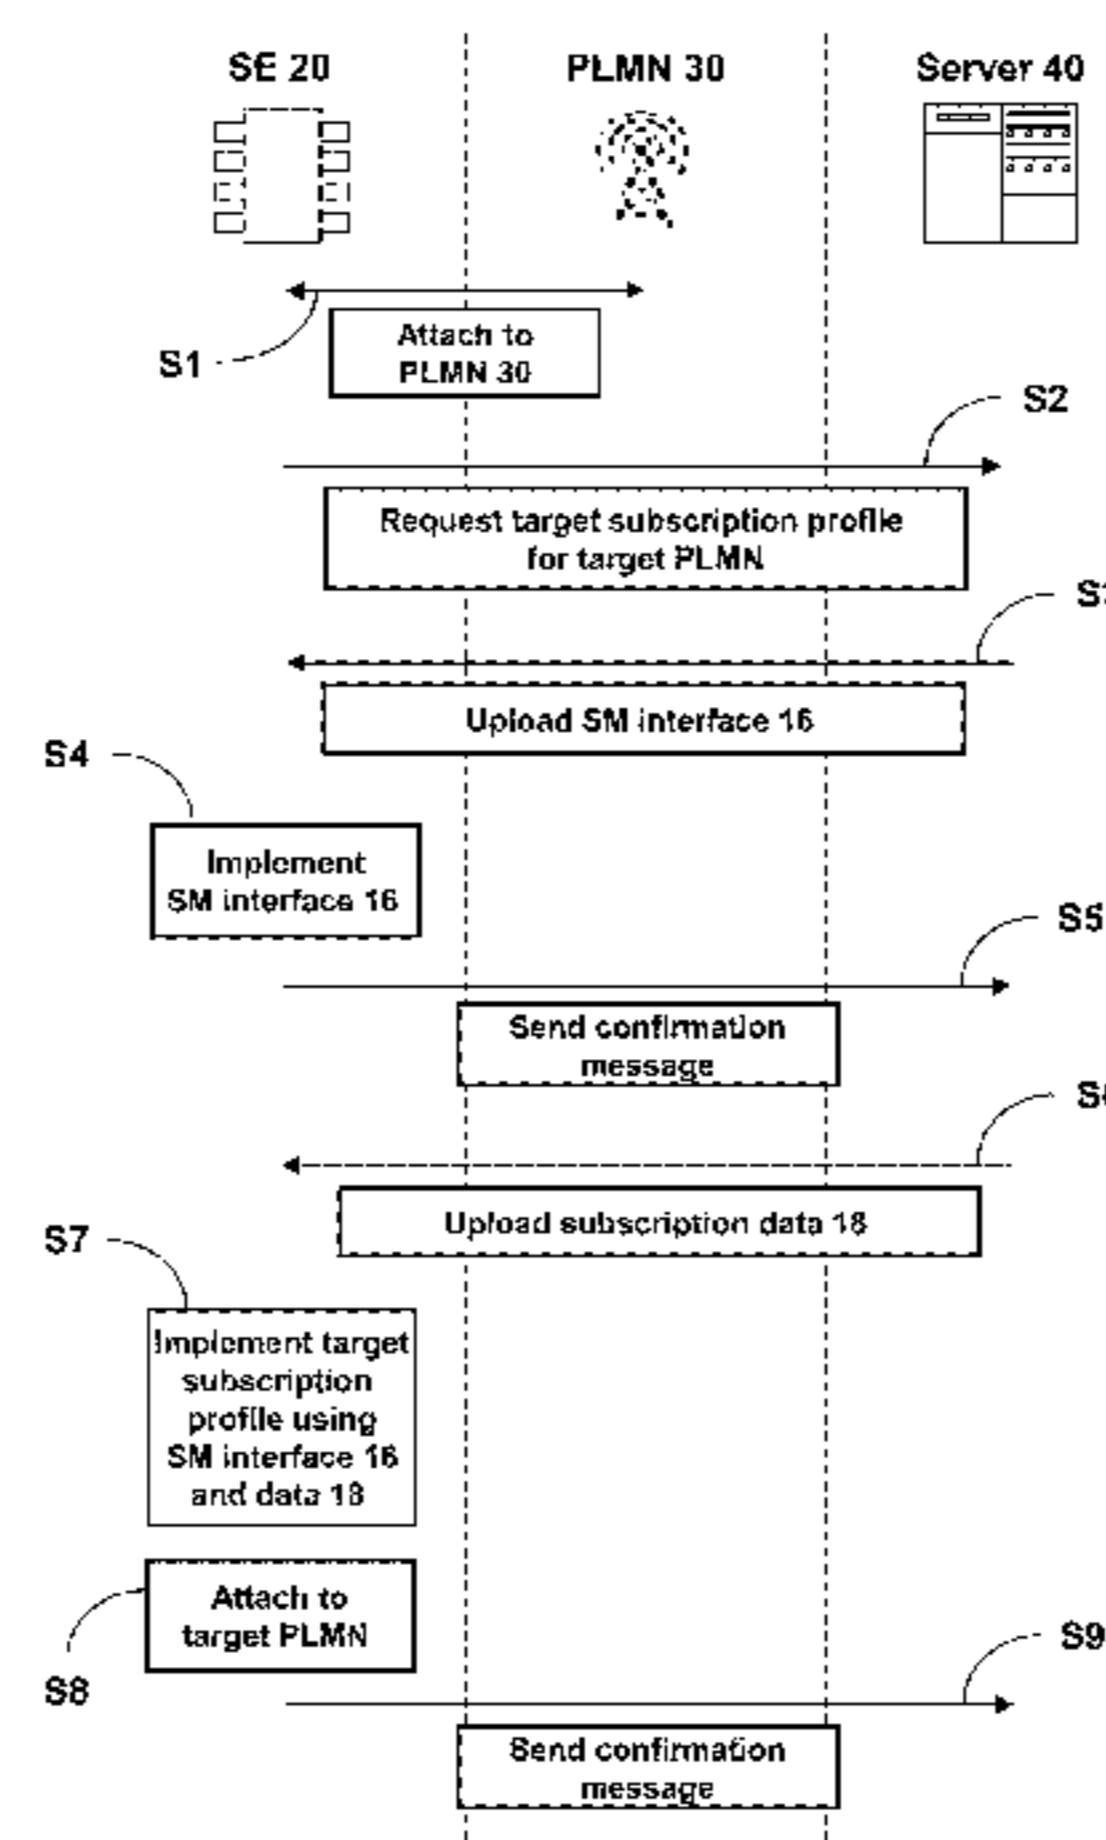 SE 20
PLMN 30
Server 40
Attach to
PLMN 30
S1
S2
Request target subscription profile
for target PLMN
Upload SM interface 16
S4
Implement
SM interface 16
S5
Send confirmation
message
Upload subscription data 18
S7
Implement target
subscription
profile using
SM interface 16
and data 18
Attach to
target PLMN
S8
S9
Send confirmation
message